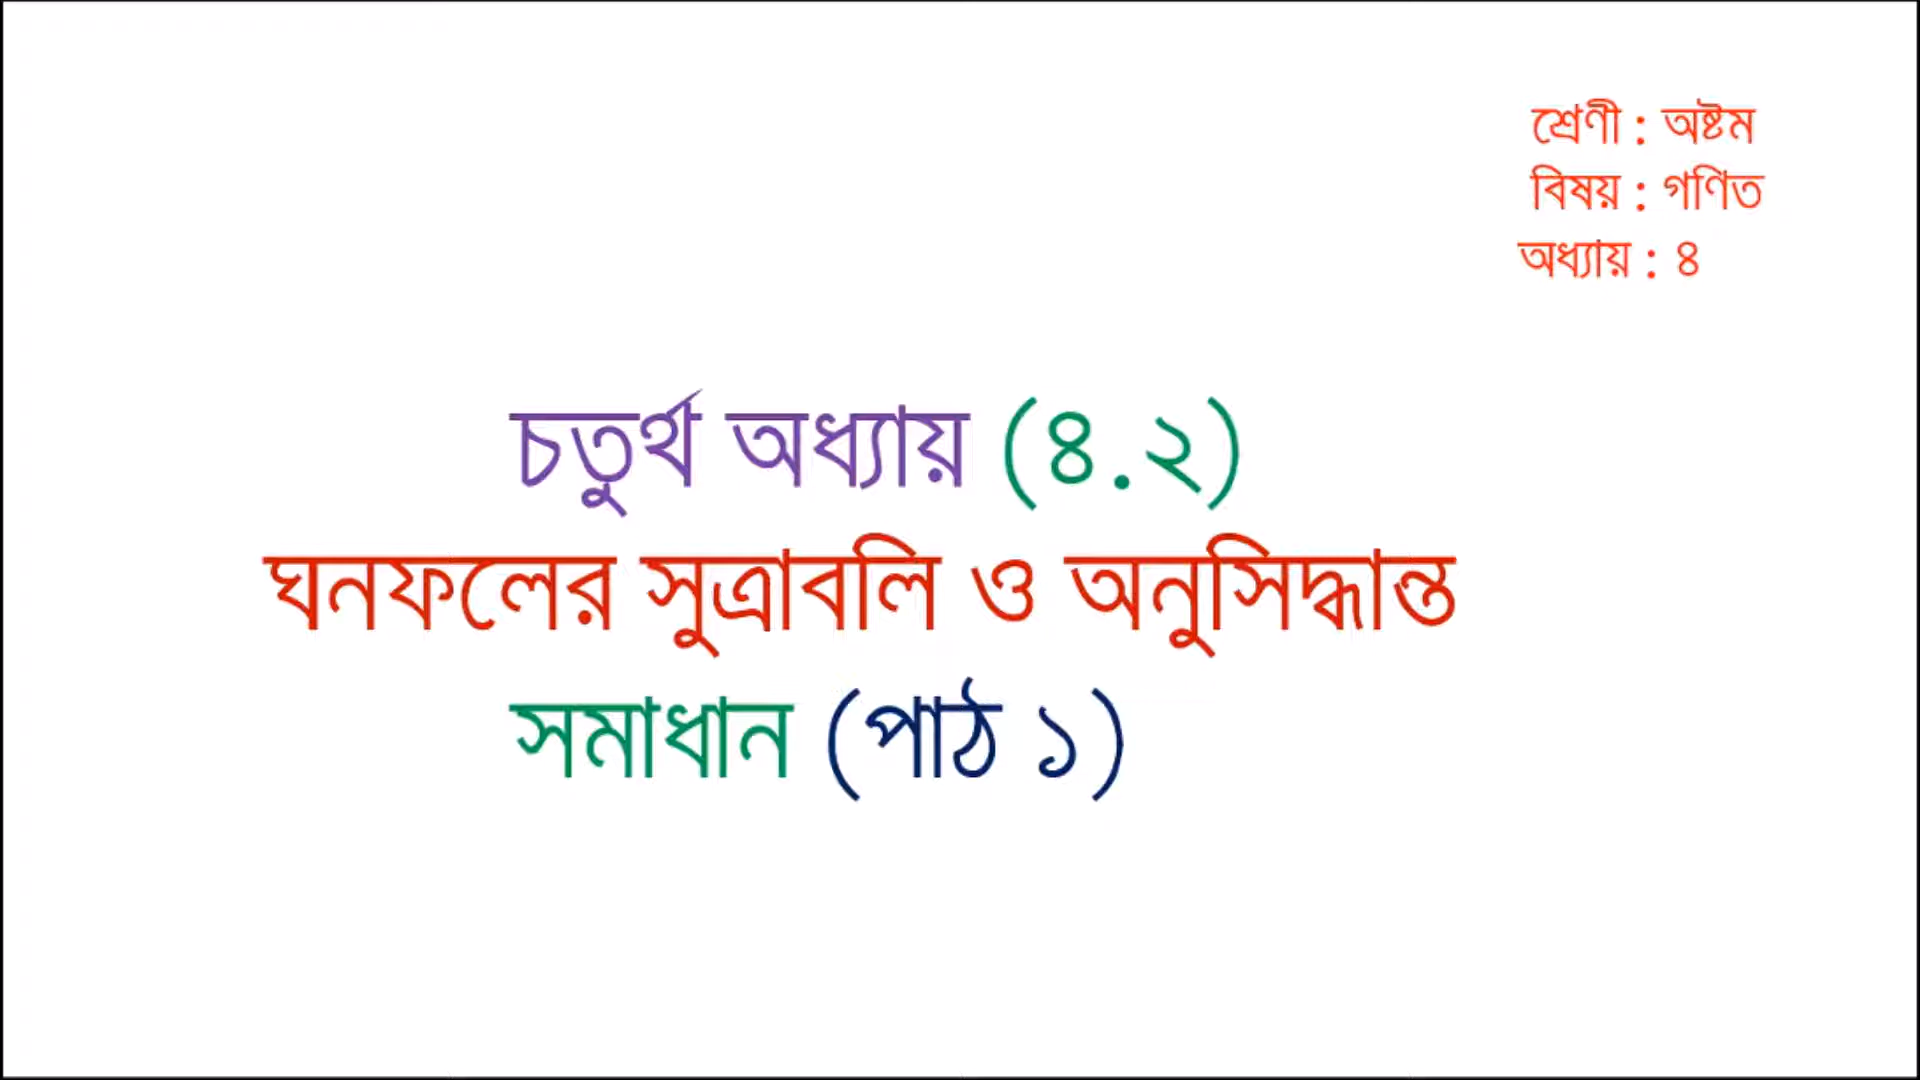 শ্রেণী : অষ্টম
বিষয় : গণিত
অধ্যায় : ৪
চতুর্থ অধ্যায় (৪.২)
ঘনফলের সুত্রাবলি ও অনুসিদ্ধান্ত
সমাধান (পাঠ ১)